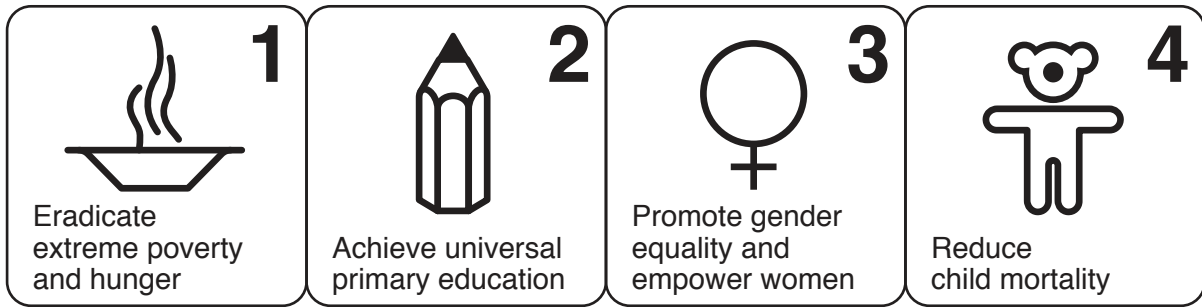 1
Eradicate
extreme poverty
and hunger
2
Achieve universal
primary education
3
Promote gender
equality and
empower women
4
Reduce
child mortality